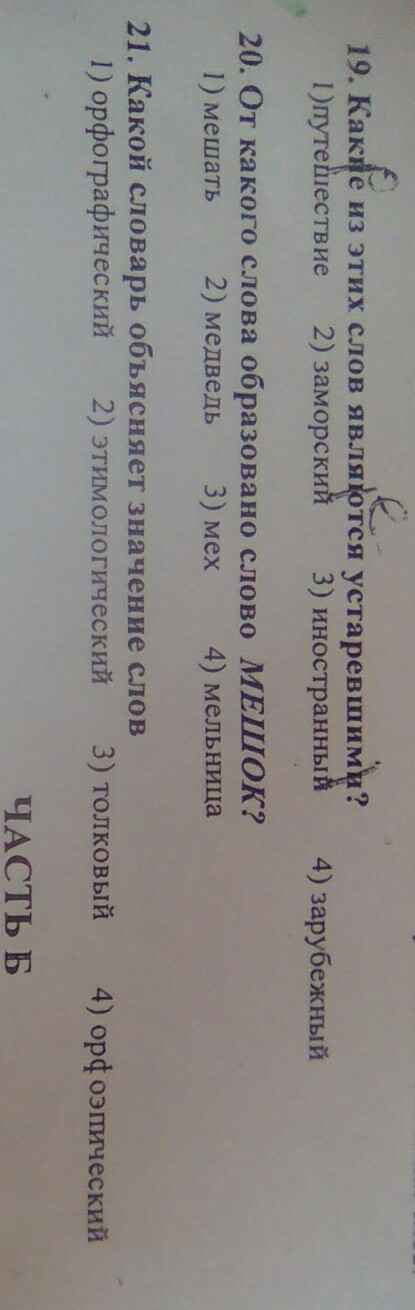 19. Какие из этих слов являются устаревшими?
1)путешествие 2) заморский 3) иностранный 4) зарубежный
20. От какого слова образовано слово МЕШОК?
1) мешать 2) медведь 3) мех 4) мельница
21. Какой словарь объясняет значение слов
1) орфографический 2) этимологический 3) толковый 4) орфоэпический
ЧАСТЬ Б